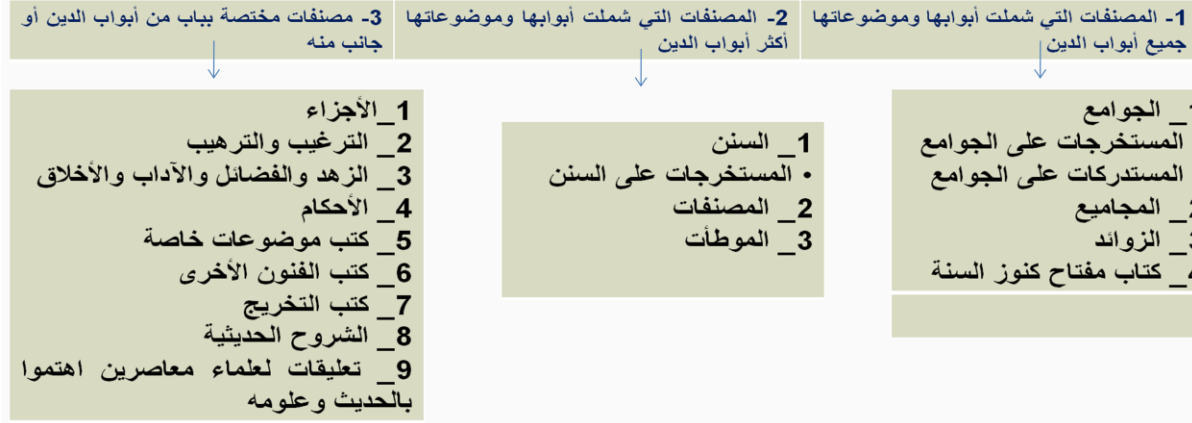 1- المصنفات التي شملت أبوابها وموضوعاتها
جميع أبواب الدين
2- المصنفات التي شملت أبوابها وموضوعاتها
أكثر أبواب الدين
3- مصنفات مختصة بباب من أبواب الدين أو
جانب منه
1_ الجوامع
المستخرجات على الجوامع
المستدركات على الجوامع
2_ المجاميع
3_ الزوائد
4_ كتاب مفتاح كنوز السنة
1_ السنن
• المستخرجات على السنن
2_ المصنفات
3_ الموطأت
1_الأجزاء
2_ الترغيب والترهيب
3_ الزهد والفضائل والآداب والأخلاق
4_ الأحكام
5_ كتب موضوعات خاصة
6_ كتب الفنون الأخرى
7_ كتب التخريج
8_ الشروح الحديثية
9_ تعليقات لعلماء معاصرين اهتموا
بالحديث وعلومه